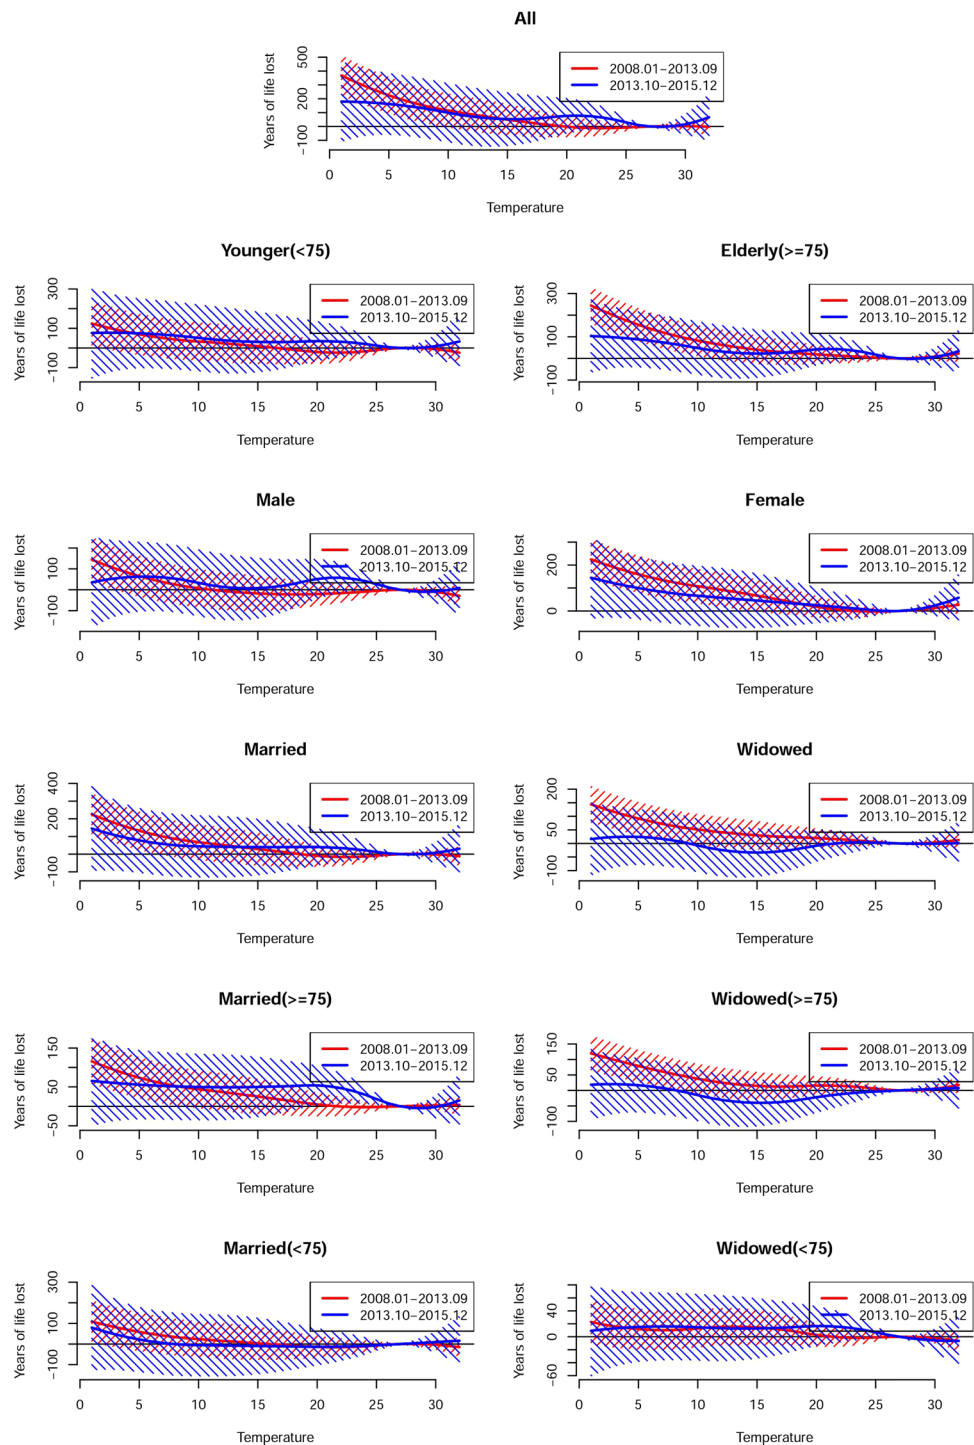 All
Years of life lost
500
200
−100
2008.01−2013.09
2013.10−2015.12
0 5 10 15 20 25 30
Temperature
Younger(<75)
Years of life lost
300
100
−100
2008.01−2013.09
2013.10−2015.12
0 5 10 15 20 25 30
Temperature
Elderly(>=75)
Years of life lost
300
100
−100
2008.01−2013.09
2013.10−2015.12
0 5 10 15 20 25 30
Temperature
Male
Years of life lost
100
−100
2008.01−2013.09
2013.10−2015.12
0 5 10 15 20 25 30
Temperature
Female
Years of life lost
200
0
2008.01−2013.09
2013.10−2015.12
0 5 10 15 20 25 30
Temperature
Married
Years of life lost
400
200
−100
2008.01−2013.09
2013.10−2015.12
0 5 10 15 20 25 30
Temperature
Widowed
Years of life lost
200
50
−100
2008.01−2013.09
2013.10−2015.12
0 5 10 15 20 25 30
Temperature
Married(>=75)
Years of life lost
150
50
−50
2008.01−2013.09
2013.10−2015.12
0 5 10 15 20 25 30
Temperature
Widowed(>=75)
Years of life lost
150
50
−100
2008.01−2013.09
2013.10−2015.12
0 5 10 15 20 25 30
Temperature
Married(<75)
Years of life lost
300
100
−100
2008.01−2013.09
2013.10−2015.12
0 5 10 15 20 25 30
Temperature
Widowed(<75)
Years of life lost
40
0
−60
2008.01−2013.09
2013.10−2015.12
0 5 10 15 20 25 30
Temperature